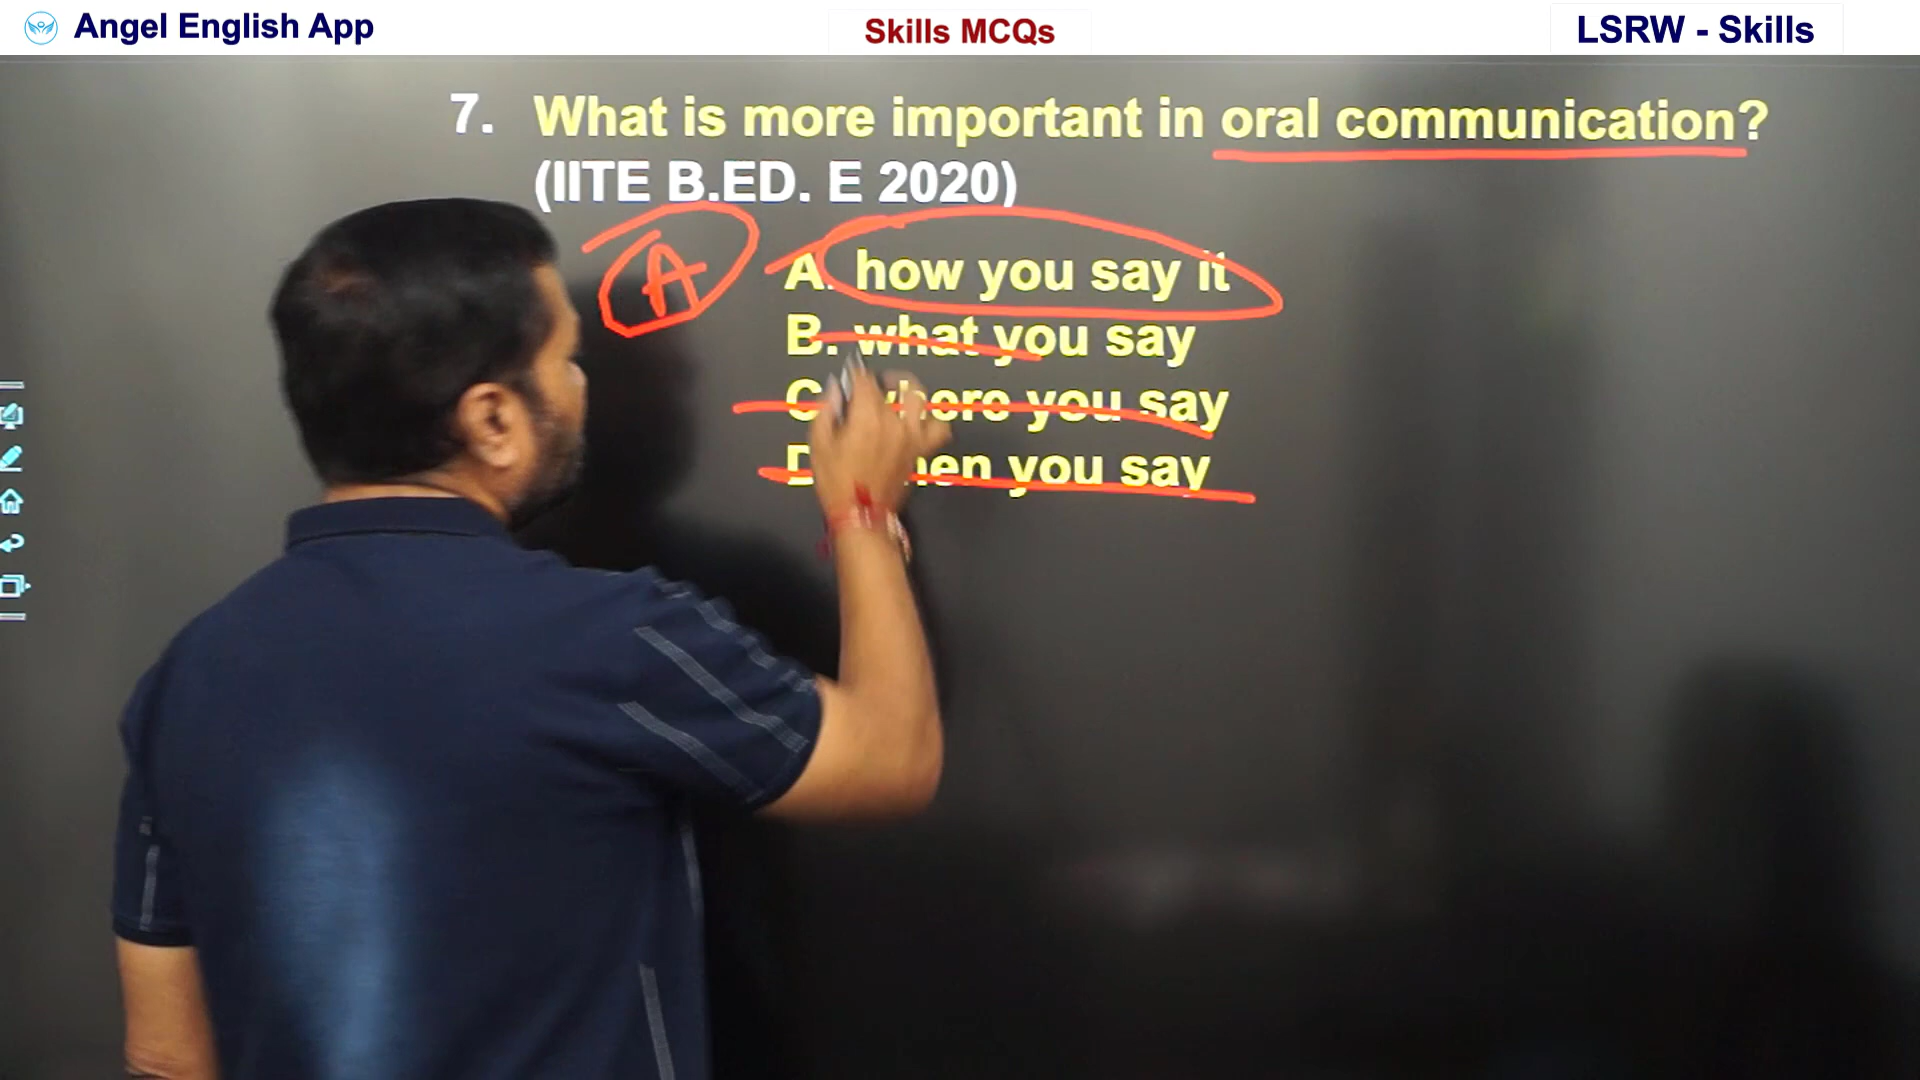 Angel English App
Skills MCQs
LSRW - Skills
7. What is more important in oral communication?
(IITE B.ED. E 2020)
A
A. how you say it
B. what you say
C where you say
D you say